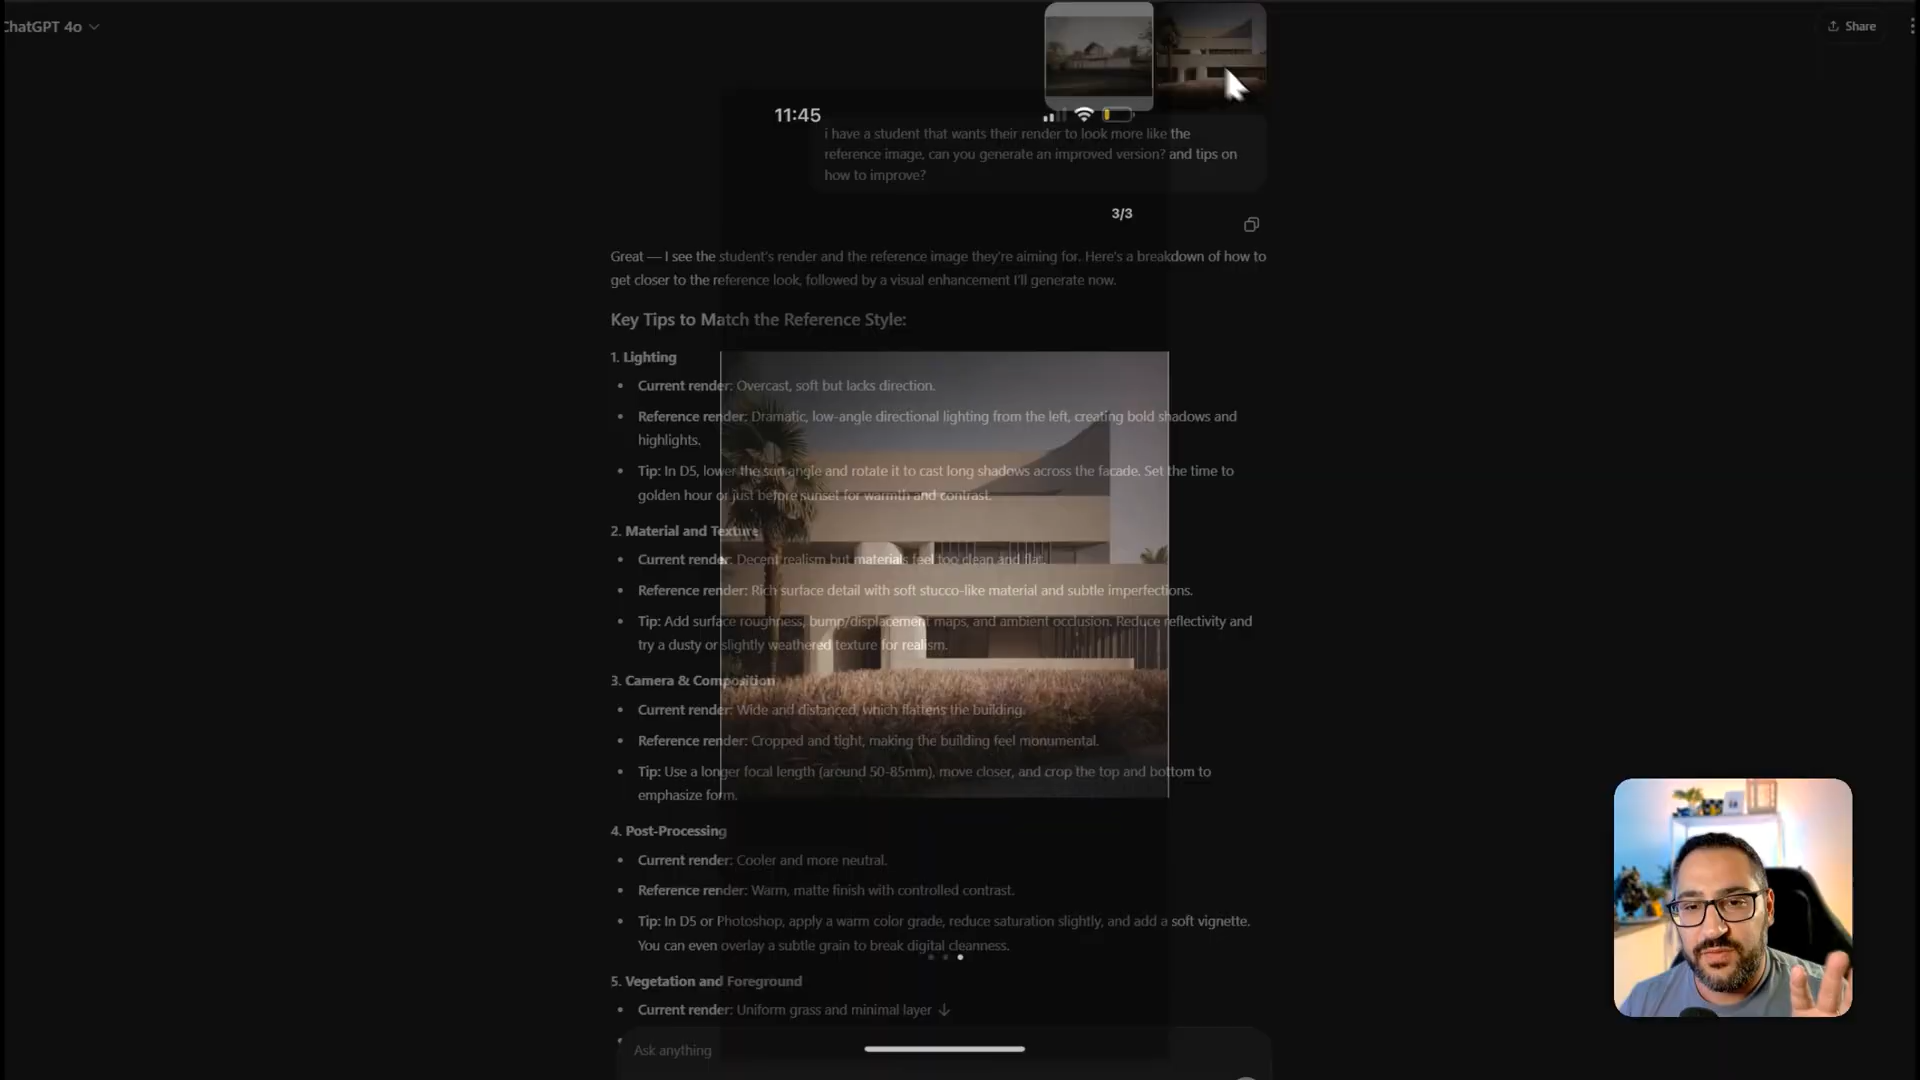 ChatGPT 4o
Share
11:45
i have a student that wants their render to look more like the
reference image, can you generate an improved version? and tips on
how to improve?
3/3
Great — I see the student's render and the reference image they're aiming for. Here's a breakdown of how to
get closer to the reference look, followed by a visual enhancement I'll generate now.
Key Tips to Match the Reference Style:
1. Lighting
• Current render: Overcast, soft but lacks direction.
• Reference render: Dramatic, low-angle directional lighting from the left, creating bold shadows and
highlights.
• Tip: In D5, lower the sun angle and rotate it to cast long shadows across the facade. Set the time to
golden hour or just before sunset for warmth and contrast.
2. Material and Texture
• Current render: Decent realism but materials feel too clean and flat.
• Reference render: Rich surface detail with soft stucco-like material and subtle imperfections.
• Tip: Add surface roughness, bump/displacement maps, and ambient occlusion. Reduce reflectivity and
try a dusty or slightly weathered texture for realism.
3. Camera & Composition
• Current render: Wide and distanced, which flattens the building.
• Reference render: Cropped and tight, making the building feel monumental.
• Tip: Use a longer focal length (around 50-85mm), move closer, and crop the top and bottom to
emphasize form.
4. Post-Processing
• Current render: Cooler and more neutral.
• Reference render: Warm, matte finish with controlled contrast.
• Tip: In D5 or Photoshop, apply a warm color grade, reduce saturation slightly, and add a soft vignette.
You can even overlay a subtle grain to break digital cleanness.
5. Vegetation and Foreground
• Current render: Uniform grass and minimal layer
Ask anything